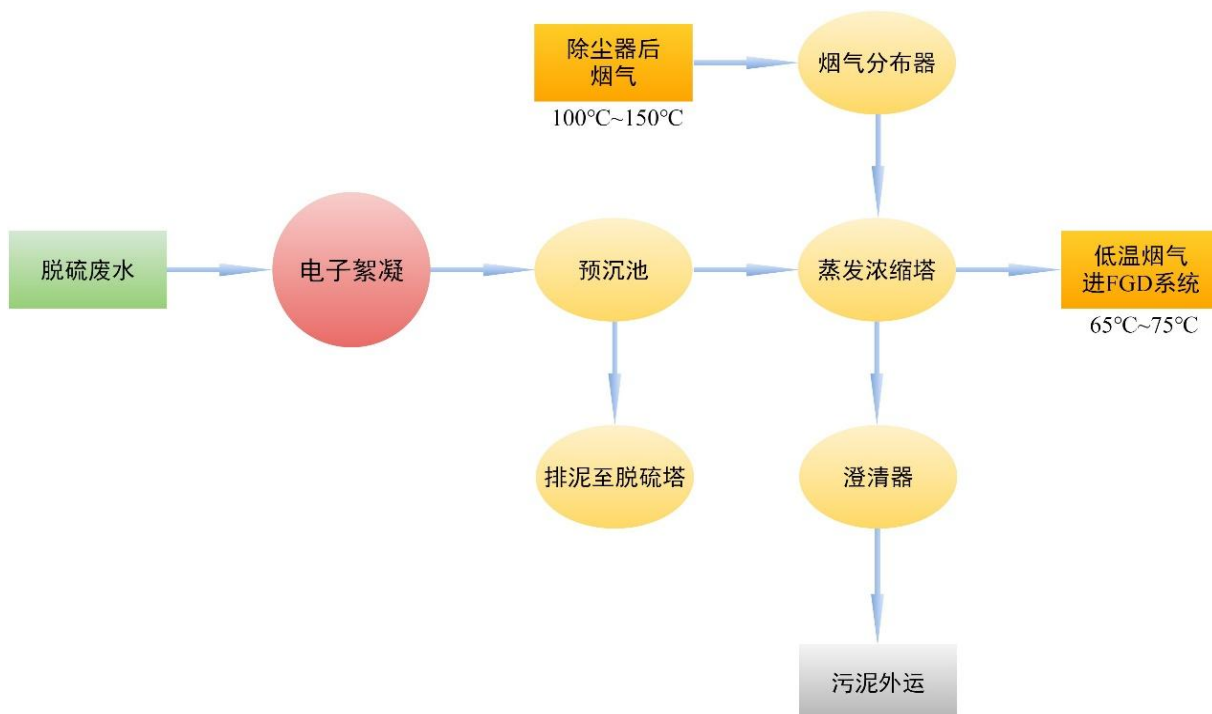 除尘器后
烟气
100℃~150℃
烟气分布器
脱硫废水
电子絮凝
预沉池
蒸发浓缩塔
低温烟气
进FGD系统
65℃~75℃
排泥至脱硫塔
澄清器
污泥外运